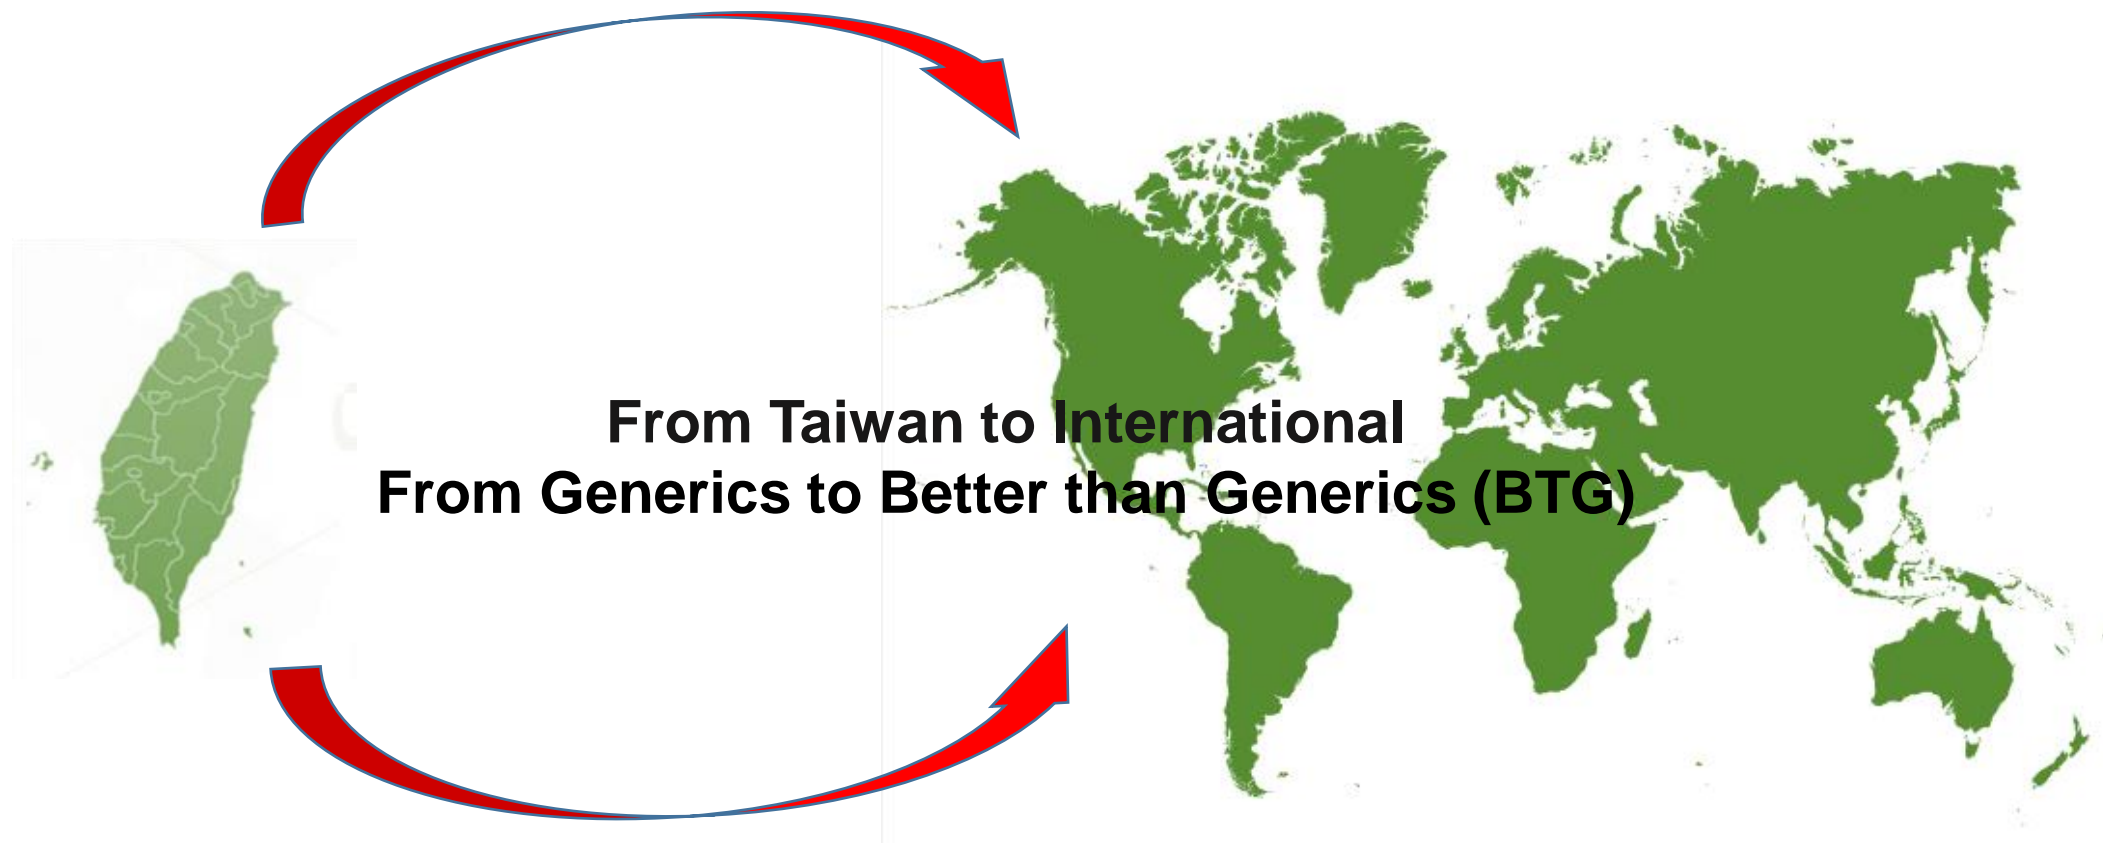 From Taiwan to International
From Generics to Better than Generics (BTG)